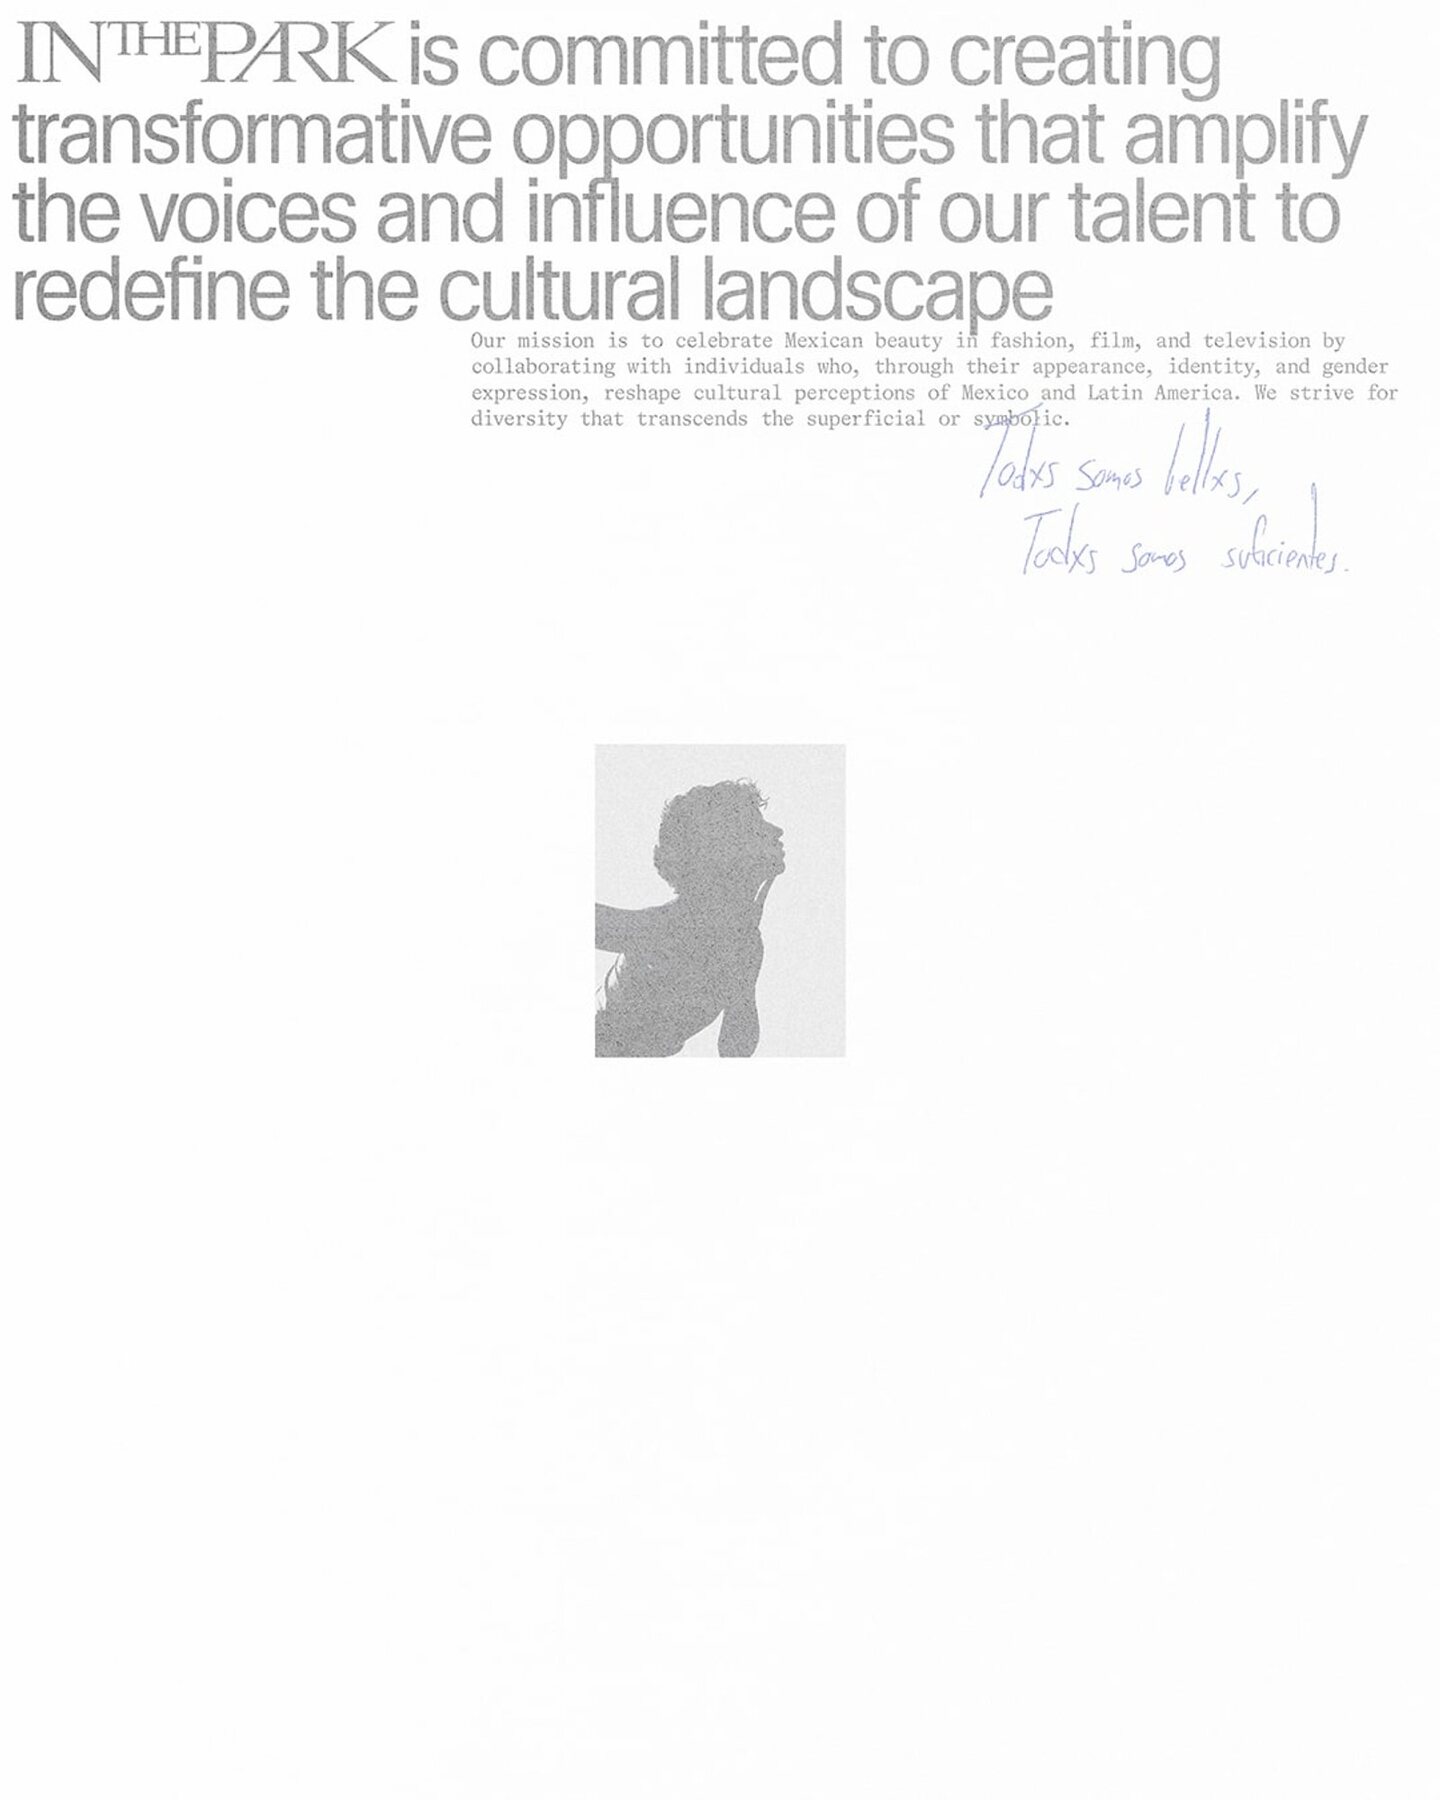 INTHEPARK is committed to creating
transformative opportunities that amplify
the voices and influence of our talent to
redefine the cultural landscape
Our mission is to celebrate Mexican beauty in fashion, film, and television by
collaborating with individuals who, through their appearance, identity, and gender
expression, reshape cultural perceptions of Mexico and Latin America. We strive for
diversity that transcends the superficial or symbolic.
Todxs somos bellxs,
Todxs somos suficientes.